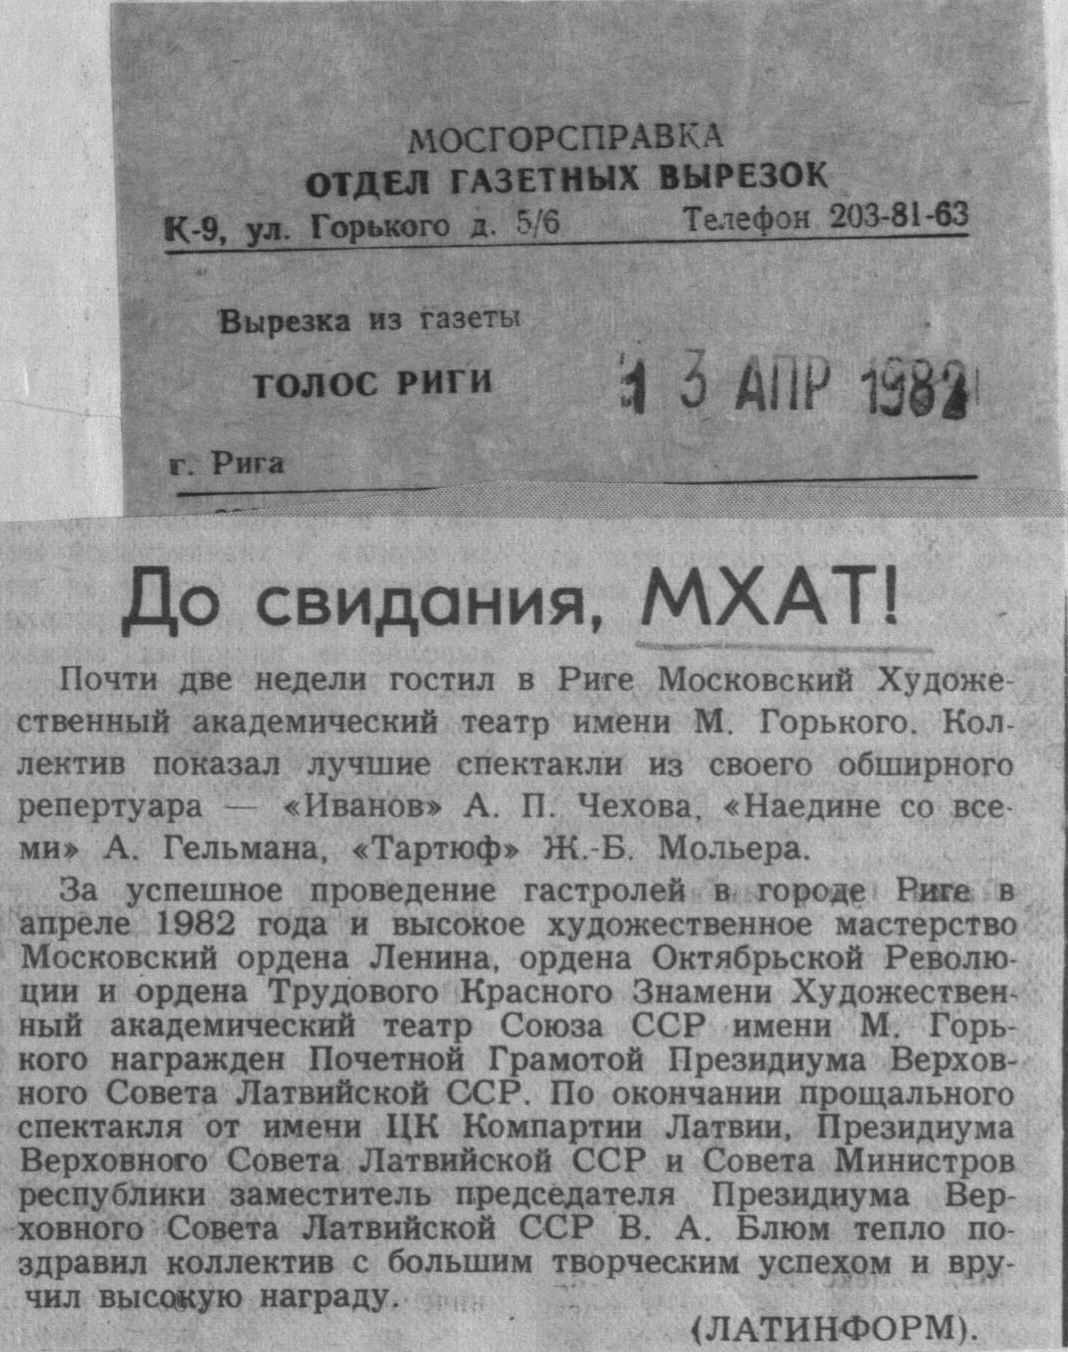 МОСГОРСПРАВКА
ОТДЕЛ ГАЗЕТНЫХ ВЫРЕЗОК
К-9, ул. Горького д. 5/6 Телефон 203-81-63
Вырезка из газеты
ГОЛОС РИГИ
13 АПР 1982
г. Рига
До свидания, МХАТ!
Почти две недели гостил в Риге Московский Художе-
ственный академический театр имени М. Горького. Кол-
лектив показал лучшие спектакли из своего обширного
репертуара — «Иванов» А. П. Чехова, «Наедине со все-
ми» А. Гельмана, «Тартюф» Ж.-Б. Мольера.
За успешное проведение гастролей в городе Риге в
апреле 1982 года и высокое художественное мастерство
Московский ордена Ленина, ордена Октябрьской Револю-
ции и ордена Трудового Красного Знамени Художествен-
ный академический театр Союза ССР имени М. Горь-
кого награжден Почетной Грамотой Президиума Верхов-
ного Совета Латвийской ССР. По окончании прощального
спектакля от имени ЦК Компартии Латвии, Президиума
Верховного Совета Латвийской ССР и Совета Министров
республики заместитель председателя Президиума Вер-
ховного Совета Латвийской ССР В. А. Блюм тепло по-
здравил коллектив с большим творческим успехом и вру-
чил высокую награду.
(ЛАТИНФОРМ).